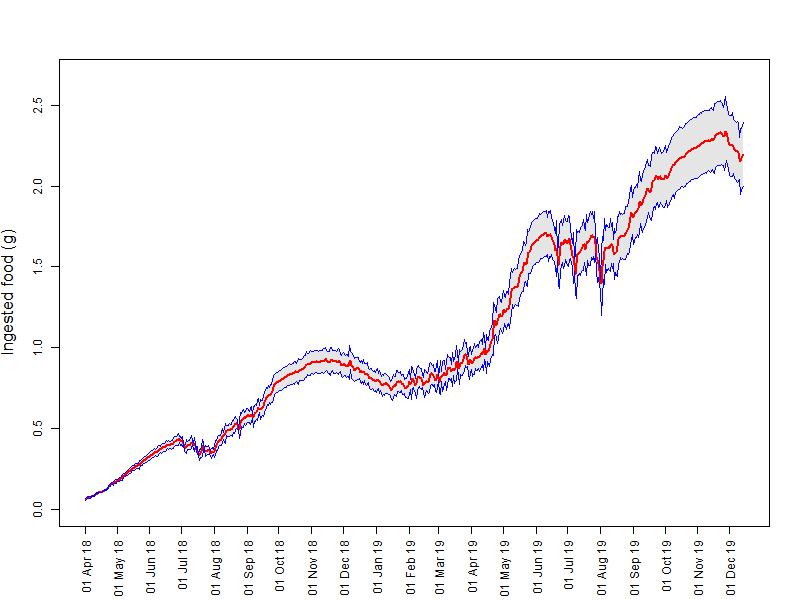 Ingested food (g)
2.5
2.0
1.5
1.0
0.5
0.0
01 Apr 18
01 May 18
01 Jun 18
01 Jul 18
01 Aug 18
01 Sep 18
01 Oct 18
01 Nov 18
01 Dec 18
01 Jan 19
01 Feb 19
01 Mar 19
01 Apr 19
01 May 19
01 Jun 19
01 Jul 19
01 Aug 19
01 Sep 19
01 Oct 19
01 Nov 19
01 Dec 19